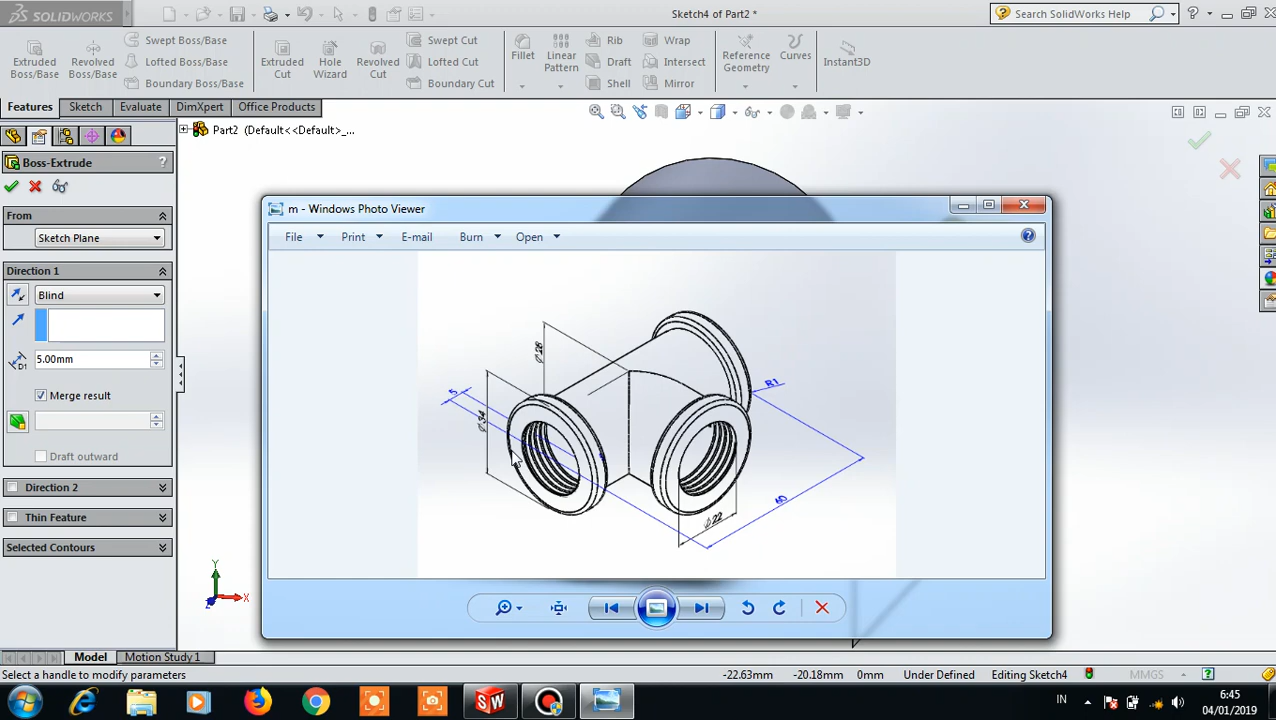 SOLIDWORKS
Sketch4 of Part2 *
Search SolidWorks Help
Extruded Boss/Base
Revolved Boss/Base
Swept Boss/Base
Lofted Boss/Base
Boundary Boss/Base
Extruded Cut
Hole Wizard
Revolved Cut
Swept Cut
Lofted Cut
Boundary Cut
Fillet
Linear Pattern
Rib
Draft
Shell
Wrap
Intersect
Mirror
Reference Geometry
Curves
Instant3D
Features
Sketch
Evaluate
DimXpert
Office Products
Part2 (Default<<Default>_...
Boss-Extrude
?
From
Sketch Plane
Direction 1
Blind
D1
5.00mm
Merge result
Draft outward
Direction 2
Thin Feature
Selected Contours
m - Windows Photo Viewer
File
Print
E-mail
Burn
Open
Ø26
5
Ø34
R1
40
Ø22
Y
X
Z
Model
Motion Study 1
Select a handle to modify parameters
-22.63mm
-20.18mm
0mm
Under Defined
Editing Sketch4
MMGS
?
SW
IN
6:45
04/01/2019